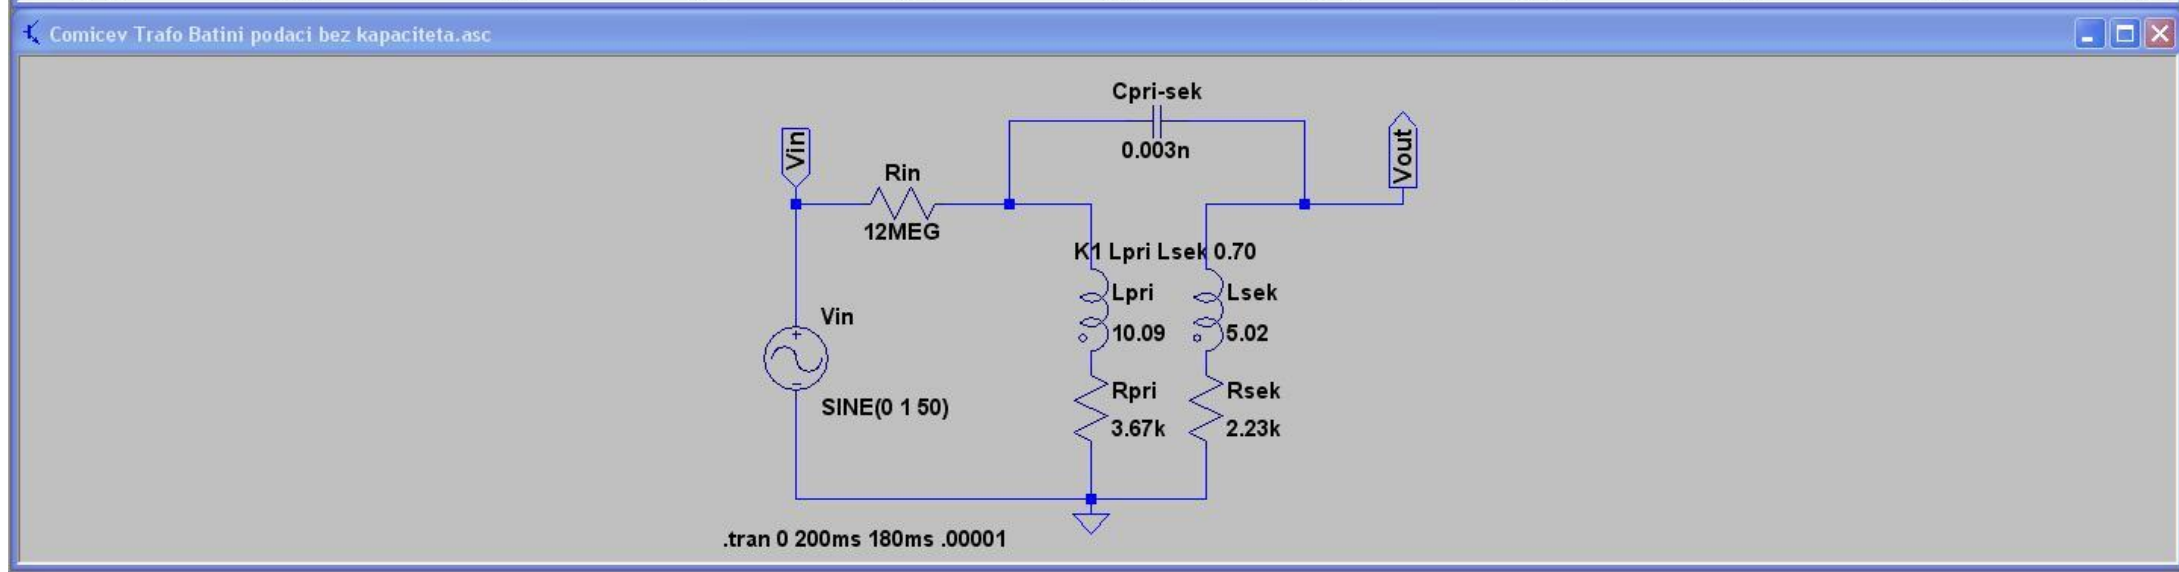 Comicev Trafo Batini podaci bez kapaciteta.asc
Cpri-sek
0.003n
Vin
Vout
Rin
12MEG
K1 Lpri Lsek 0.70
Lpri
Lsek
10.09
5.02
Vin
SINE(0 1 50)
Rpri
Rsek
3.67k
2.23k
.tran 0 200ms 180ms .00001